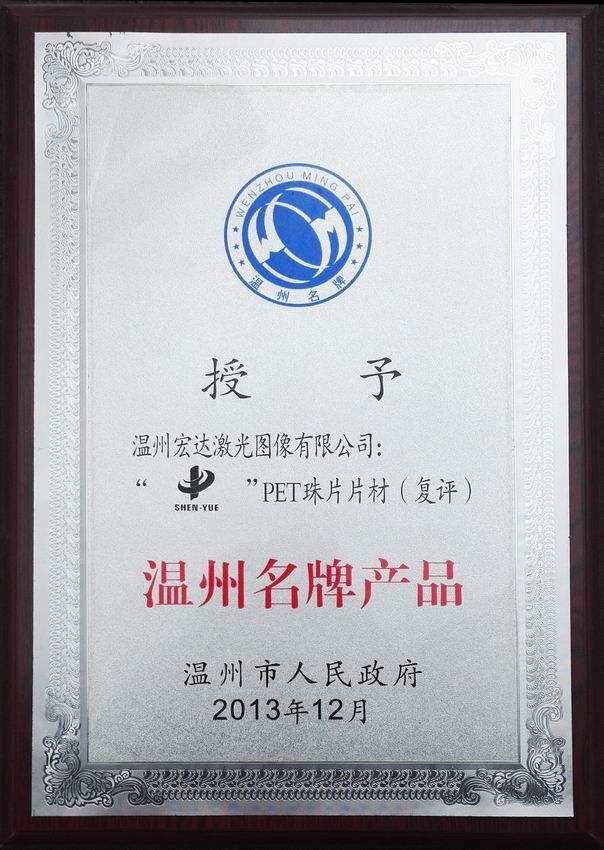 WENZHOU MING PAI
温州名牌
授 予
温州宏达激光图像有限公司：
“ SHEN-YUE ”PET珠片片材（复评）
温州名牌产品
温州市人民政府
2013年12月